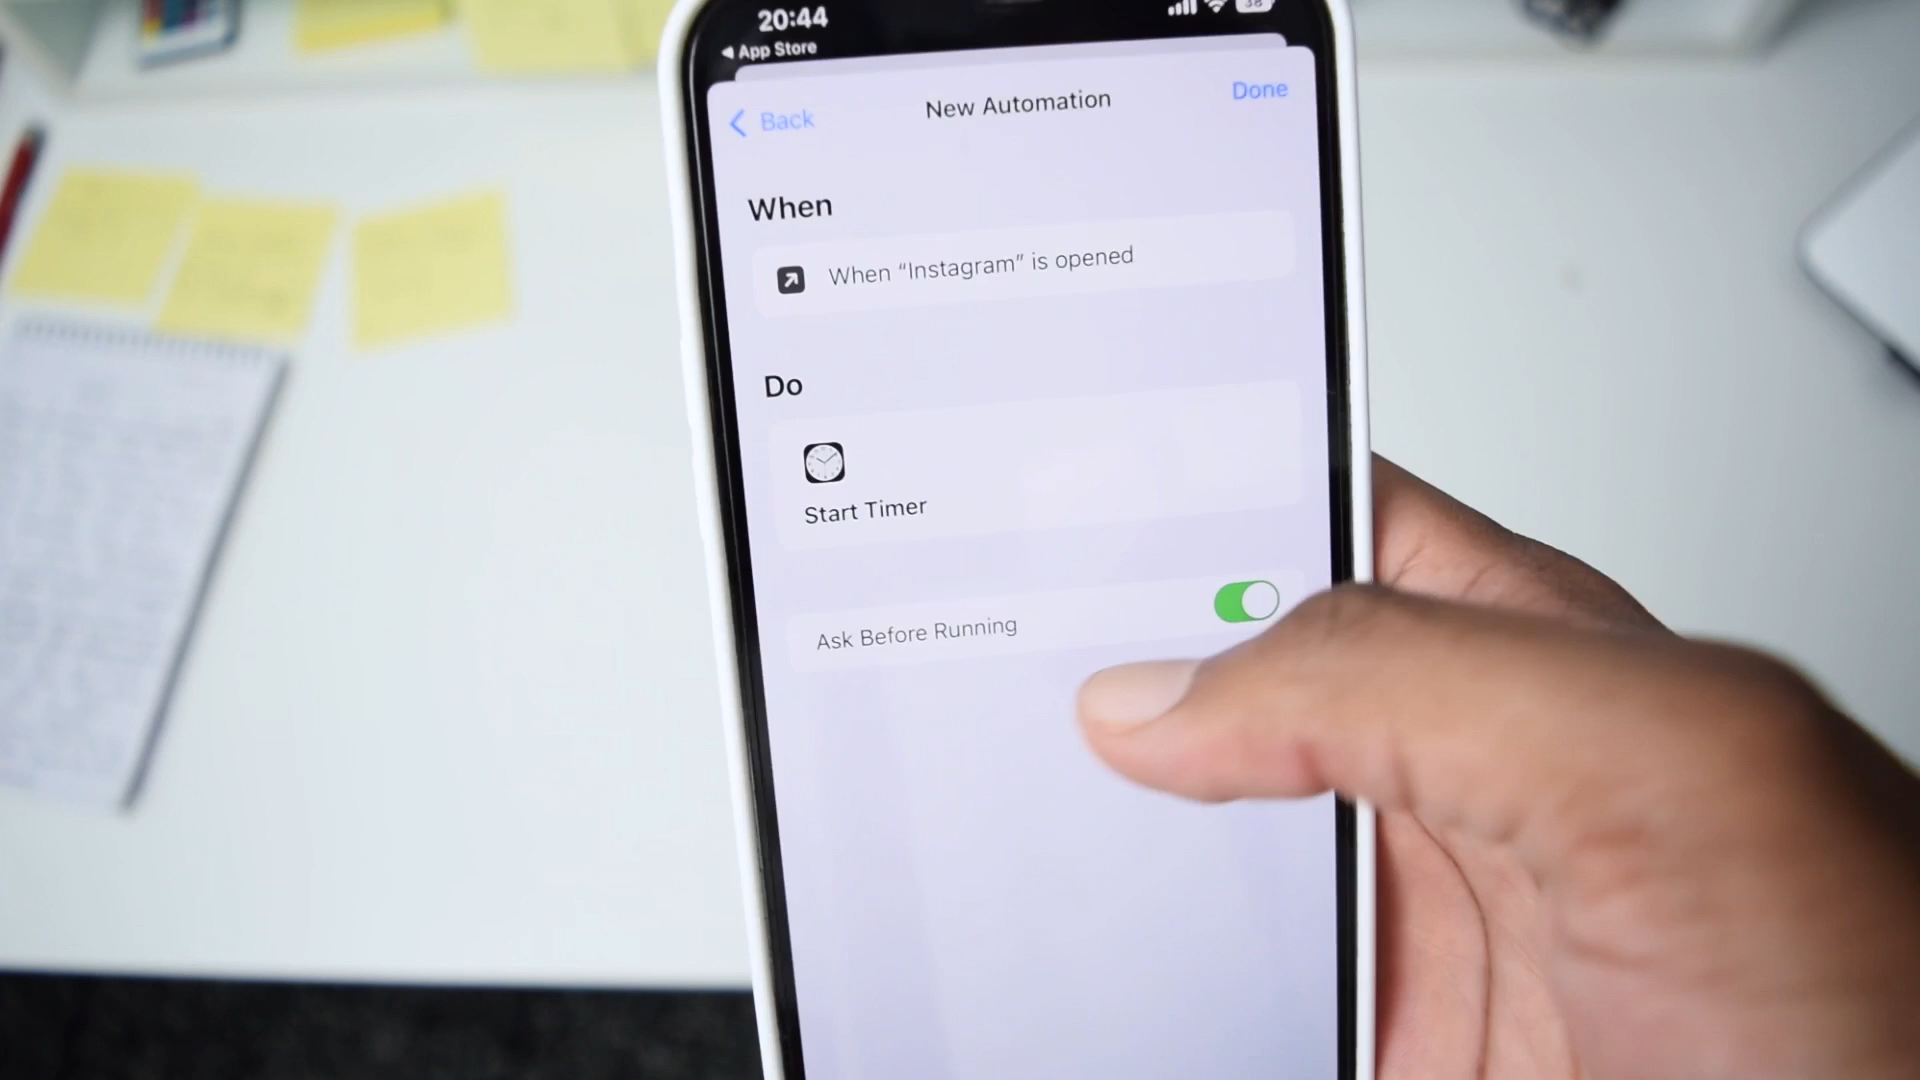 20:44
38
◀ App Store
Back
New Automation
Done
When
When “Instagram” is opened
Do
Start Timer
Ask Before Running